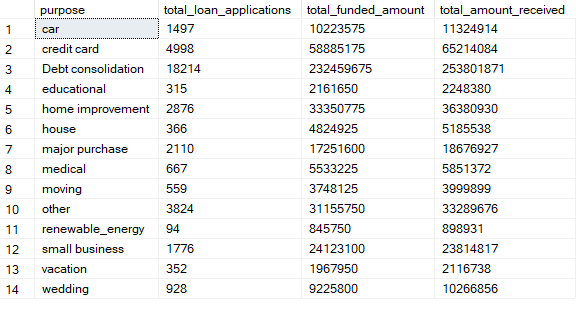 purpose total_loan_applications total_funded_amount total_amount_received
1 car 1497 10223575 11324914
2 credit card 4998 58885175 65214084
3 Debt consolidation 18214 232459675 253801871
4 educational 315 2161650 2248380
5 home improvement 2876 33350775 36380930
6 house 366 4824925 5185538
7 major purchase 2110 17251600 18676927
8 medical 667 5533225 5851372
9 moving 559 3748125 3999899
10 other 3824 31155750 33289676
11 renewable_energy 94 845750 898931
12 small business 1776 24123100 23814817
13 vacation 352 1967950 2116738
14 wedding 928 9225800 10266856